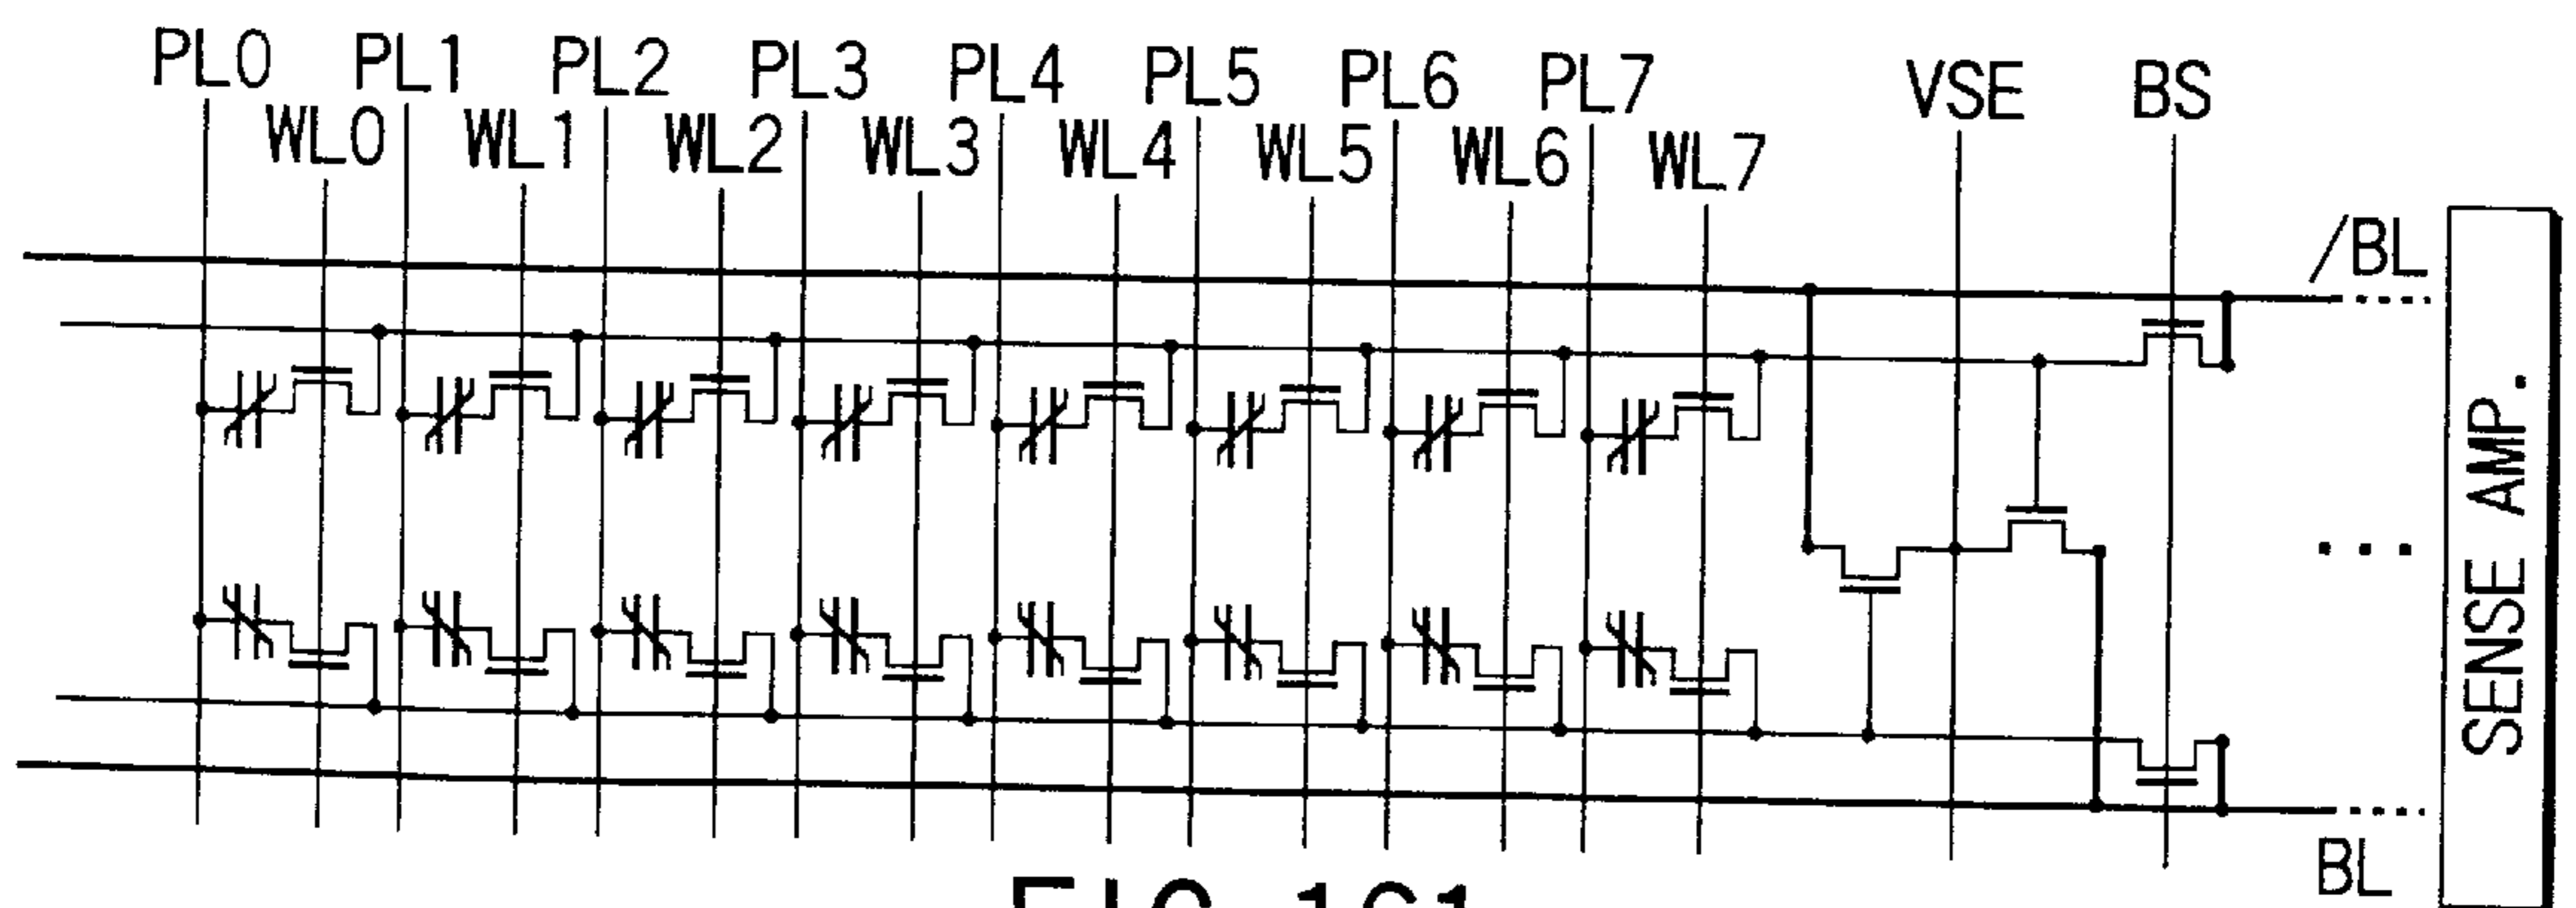 PL0 PL1 PL2 PL3 PL4 PL5 PL6 PL7 VSE BS
WL0 WL1 WL2 WL3 WL4 WL5 WL6 WL7
/BL
SENSE AMP.
BL